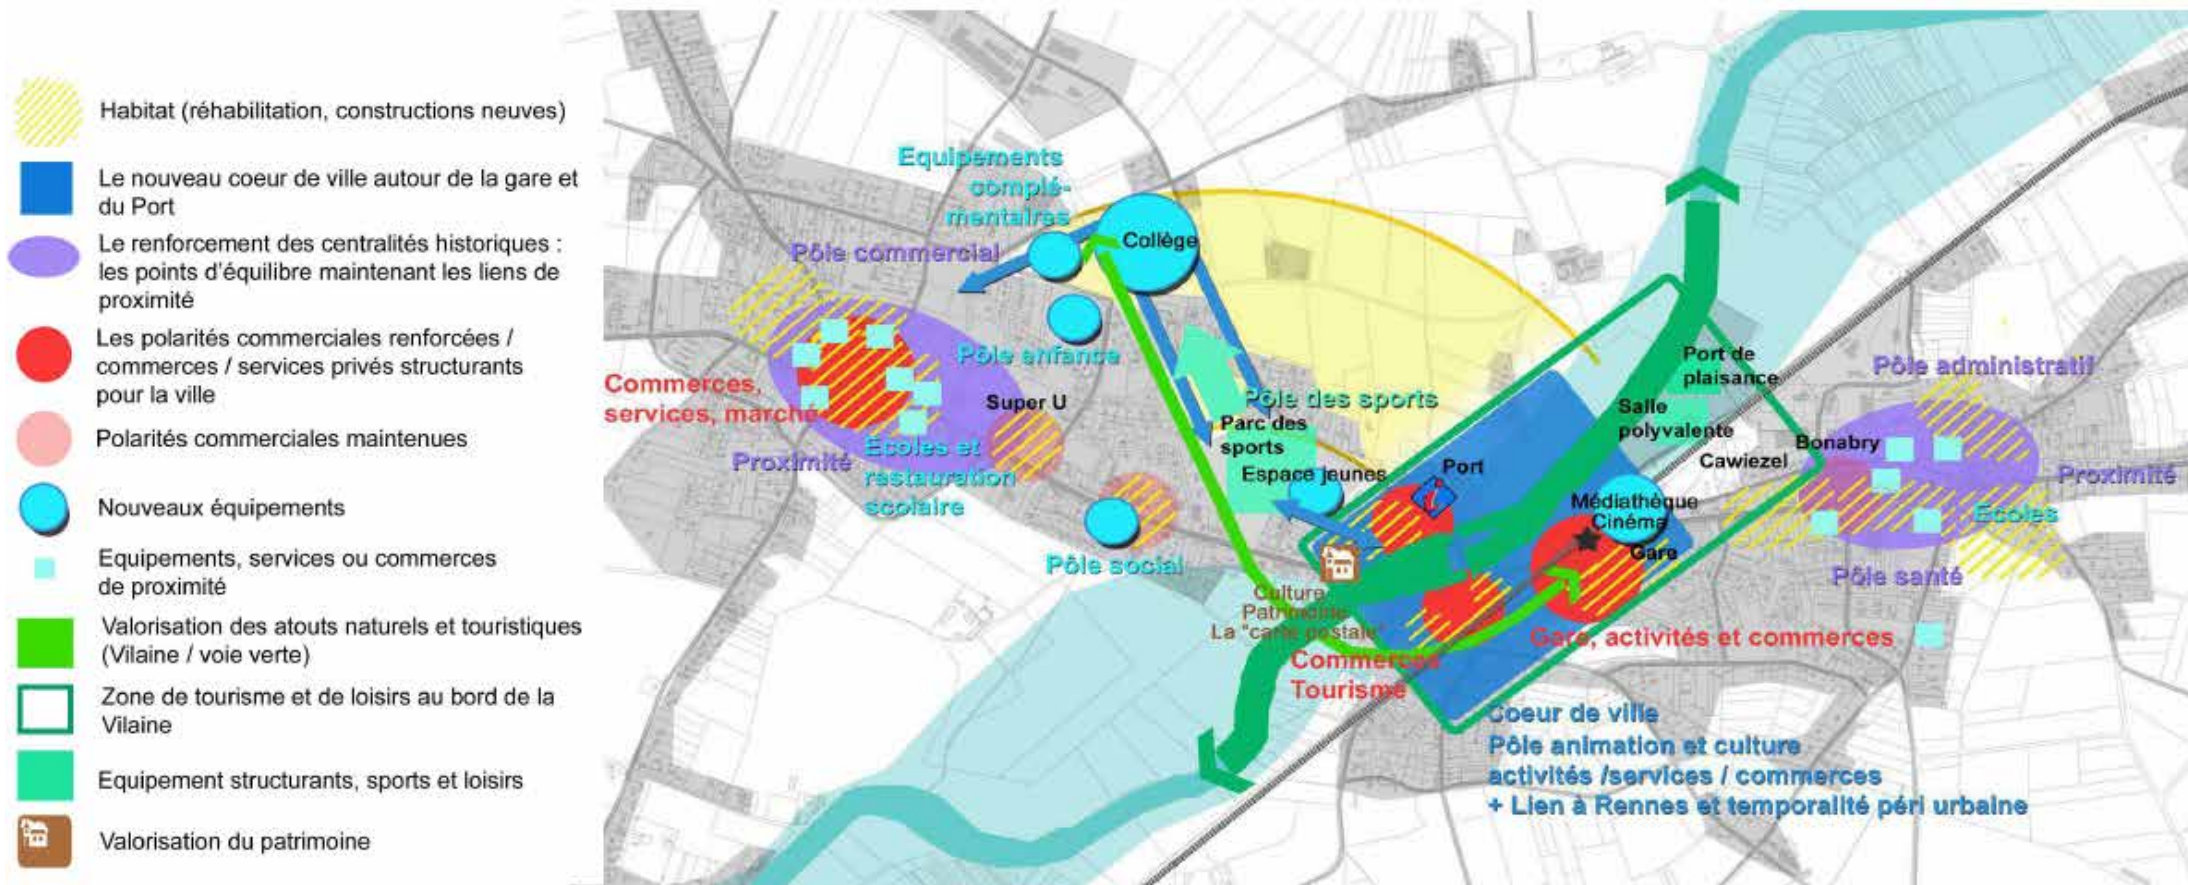 Habitat (réhabilitation, constructions neuves)
Le nouveau coeur de ville autour de la gare et
du Port
Le renforcement des centralités historiques :
les points d'équilibre maintenant les liens de
proximité
Les polarités commerciales renforcées /
commerces / services privés structurants
pour la ville
Polarités commerciales maintenues
Nouveaux équipements
Equipements, services ou commerces
de proximité
Valorisation des atouts naturels et touristiques
(Vilaine / voie verte)
Zone de tourisme et de loisirs au bord de la
Vilaine
Equipement structurants, sports et loisirs
Valorisation du patrimoine
Equipements
complé-
mentaires
Collège
Pôle commercial
Pôle enfance
Commerces,
services, marché
Super U
Proximité
Ecoles et
restauration
scolaire
Pôle social
Pôle des sports
Parc des
sports
Espace jeunes
Port
Port de
plaisance
Salle
polyvalente
Cawiezel
Bonabry
Pôle administratif
Proximité
Ecoles
Pôle santé
Médiathèque
Cinéma
Gare
Culture
Patrimoine
La "carte postale"
Commerces
Tourisme
Gare, activités et commerces
Coeur de ville
Pôle animation et culture
activités /services / commerces
+ Lien à Rennes et temporalité péri urbaine